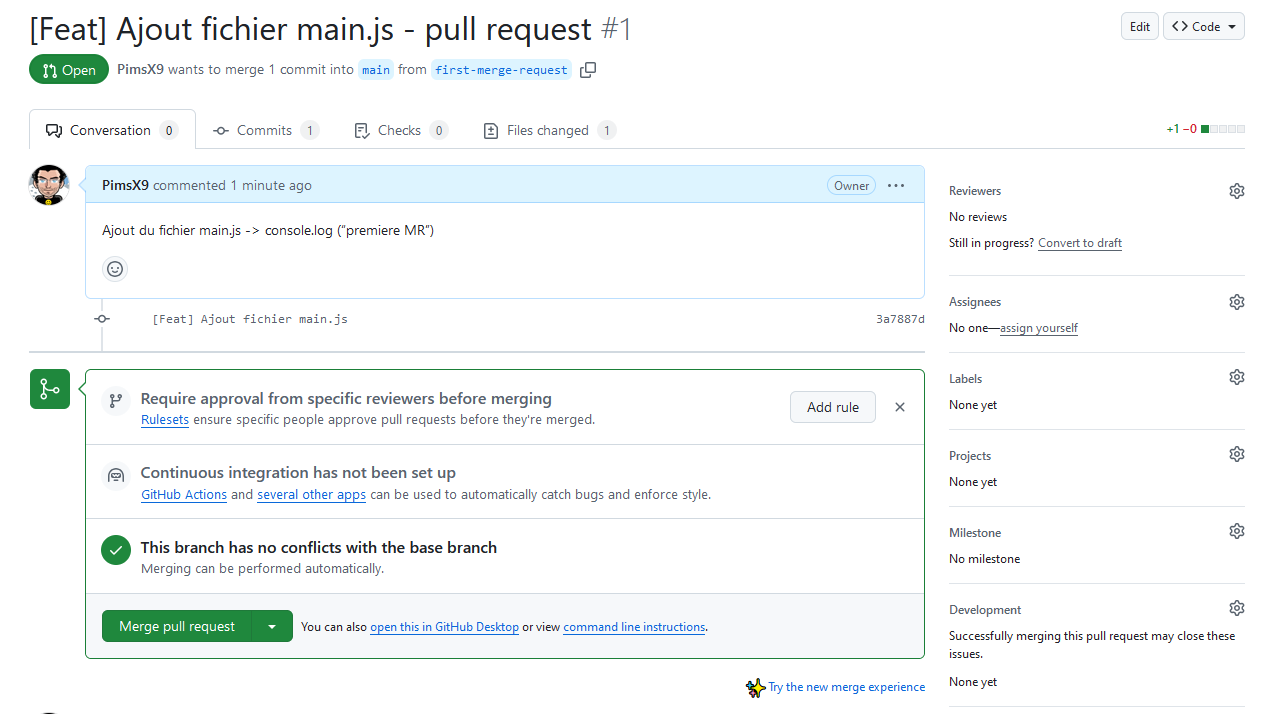 [Feat] Ajout fichier main.js - pull request #1
Edit
Code
Open
PimsX9 wants to merge 1 commit into main from first-merge-request
Conversation 0
Commits 1
Checks 0
Files changed 1
+1 −0
PimsX9 commented 1 minute ago
Owner
Ajout du fichier main.js -> console.log (“premiere MR”)
[Feat] Ajout fichier main.js
3a7887d
Require approval from specific reviewers before merging
Rulesets ensure specific people approve pull requests before they're merged.
Add rule
Continuous integration has not been set up
GitHub Actions and several other apps can be used to automatically catch bugs and enforce style.
This branch has no conflicts with the base branch
Merging can be performed automatically.
Merge pull request
You can also open this in GitHub Desktop or view command line instructions.
Try the new merge experience
Reviewers
No reviews
Still in progress? Convert to draft
Assignees
No one—assign yourself
Labels
None yet
Projects
None yet
Milestone
No milestone
Development
Successfully merging this pull request may close these
issues.
None yet